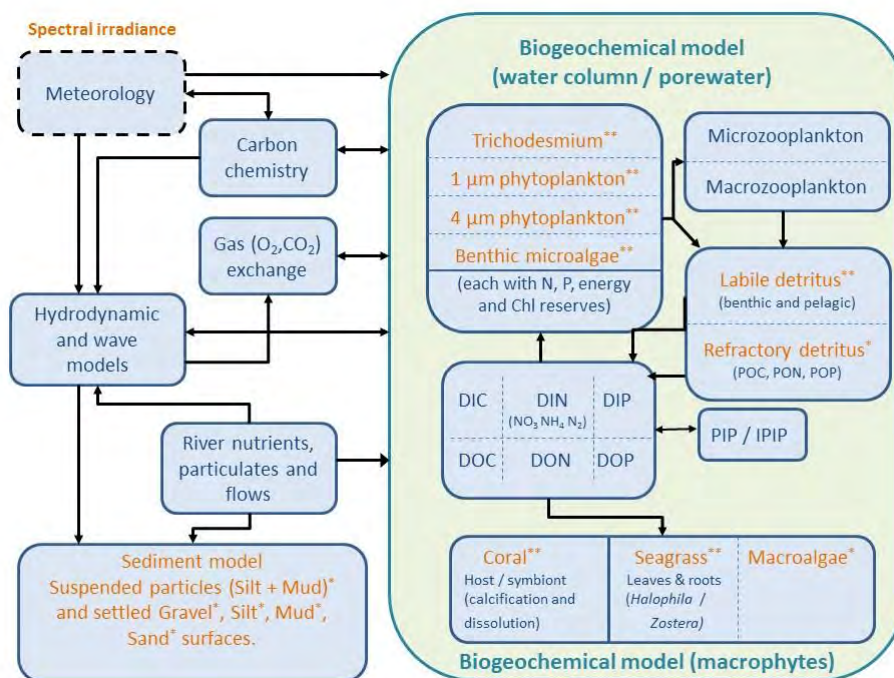 Spectral irradiance
Meteorology
Carbon
chemistry
Gas (O₂,CO₂)
exchange
Hydrodynamic
and wave
models
River nutrients,
particulates and
flows
Sediment model
Suspended particles (Silt + Mud)*
and settled Gravel*, Silt*, Mud*,
Sand* surfaces.
Biogeochemical model
(water column / porewater)
Trichodesmium**
1 µm phytoplankton**
4 µm phytoplankton**
Benthic microalgae**
(each with N, P, energy
and Chl reserves)
Microzooplankton
Macrozooplankton
Labile detritus**
(benthic and pelagic)
Refractory detritus*
(POC, PON, POP)
DIC DIN DIP
(NO₃ NH₄ N₂)
DOC DON DOP
PIP / IPIP
Coral**
Host / symbiont
(calcification and
dissolution)
Seagrass**
Leaves & roots
(Halophila /
Zostera)
Macroalgae*
Biogeochemical model (macrophytes)